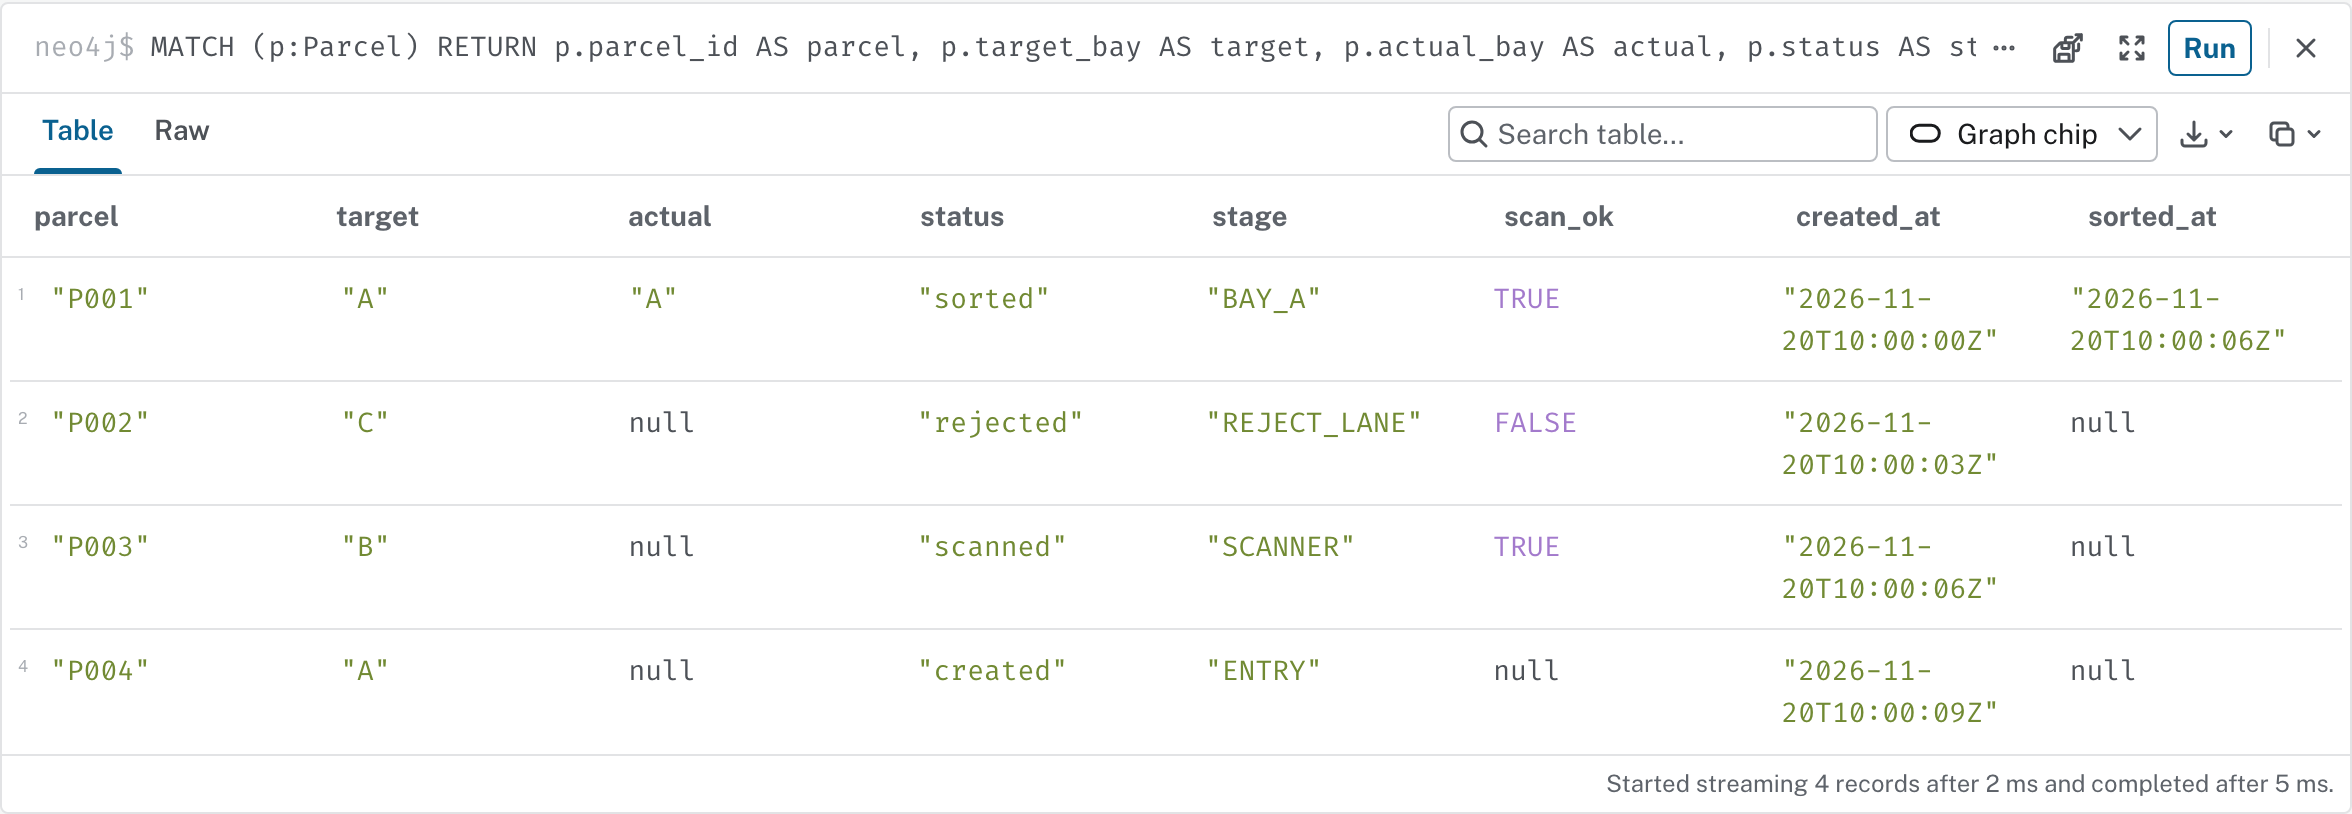 neo4j$ MATCH (p:Parcel) RETURN p.parcel_id AS parcel, p.target_bay AS target, p.actual_bay AS actual, p.status AS st ... Run
Table Raw Search table... Graph chip
parcel target actual status stage scan_ok created_at sorted_at
1 "P001" "A" "A" "sorted" "BAY_A" TRUE "2026-11- "2026-11-
20T10:00:00Z" 20T10:00:06Z"
2 "P002" "C" null "rejected" "REJECT_LANE" FALSE "2026-11- null
20T10:00:03Z"
3 "P003" "B" null "scanned" "SCANNER" TRUE "2026-11- null
20T10:00:06Z"
4 "P004" "A" null "created" "ENTRY" null "2026-11- null
20T10:00:09Z"
Started streaming 4 records after 2 ms and completed after 5 ms.